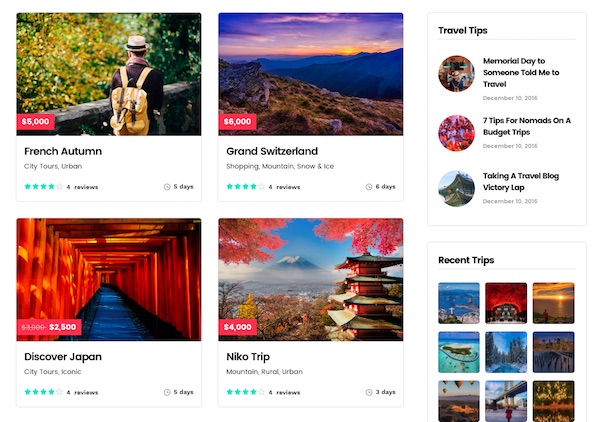 $5,000
French Autumn
City Tours, Urban
4 reviews
5 days
$6,000
Grand Switzerland
Shopping, Mountain, Snow & Ice
4 reviews
6 days
$3,000 $2,500
Discover Japan
City Tours, Iconic
4 reviews
5 days
$4,000
Niko Trip
Mountain, Rural, Urban
4 reviews
3 days
Travel Tips
Memorial Day to
Someone Told Me to
Travel
December 10, 2016
7 Tips For Nomads On A
Budget Trips
December 10, 2016
Taking A Travel Blog
Victory Lap
December 10, 2016
Recent Trips